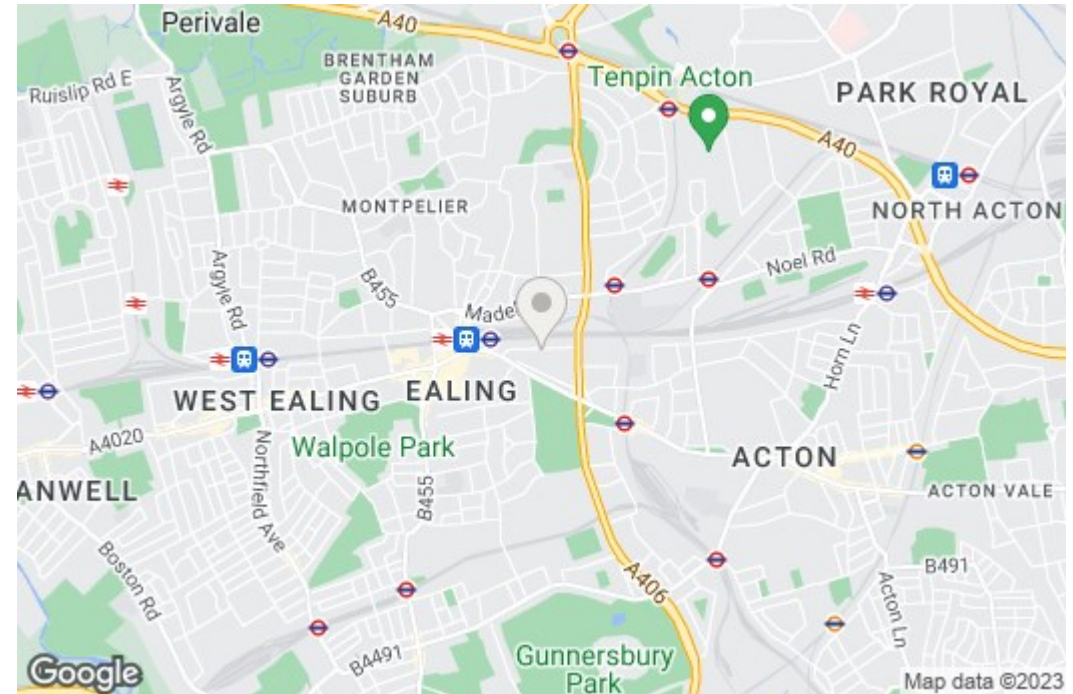 Perivale
A40
BRENTHAM
GARDEN
SUBURB
Tenpin Acton
Ruislip Rd E
Argyle Rd
PARK ROYAL
A40
MONTPELIER
NORTH ACTON
Argyle Rd
B455
Noel Rd
Madel
Horn Ln
WEST EALING
EALING
A4020
Walpole Park
ACTON
ANWELL
Northfield Ave
B455
ACTON VALE
Boston Rd
A406
B491
Acton Ln
B4491
Gunnersbury
Park
Google
Map data ©2023